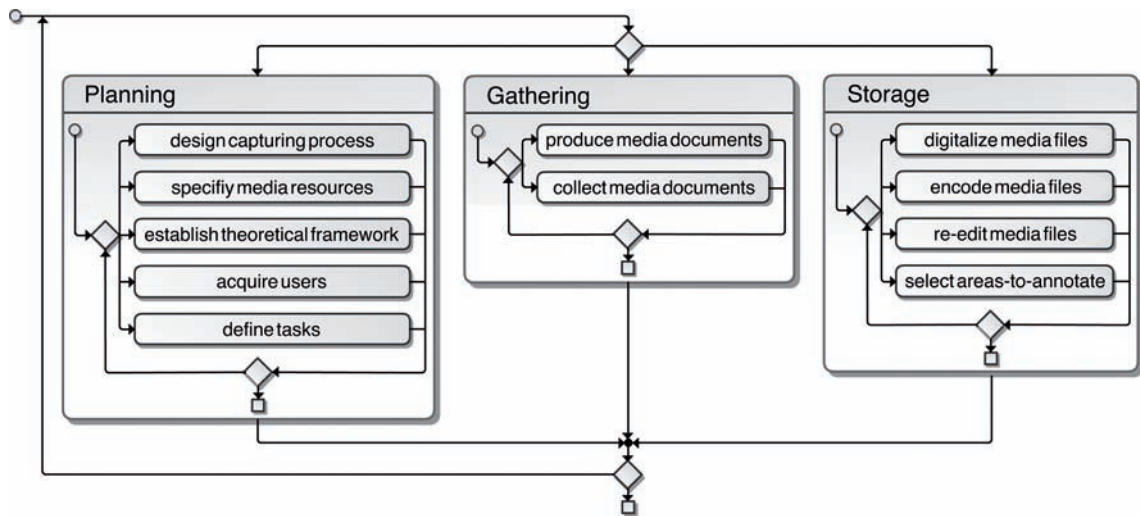 Planning
design capturing process
specifiy media resources
establish theoretical framework
acquire users
define tasks
Gathering
produce media documents
collect media documents
Storage
digitalize media files
encode media files
re-edit media files
select areas-to-annotate